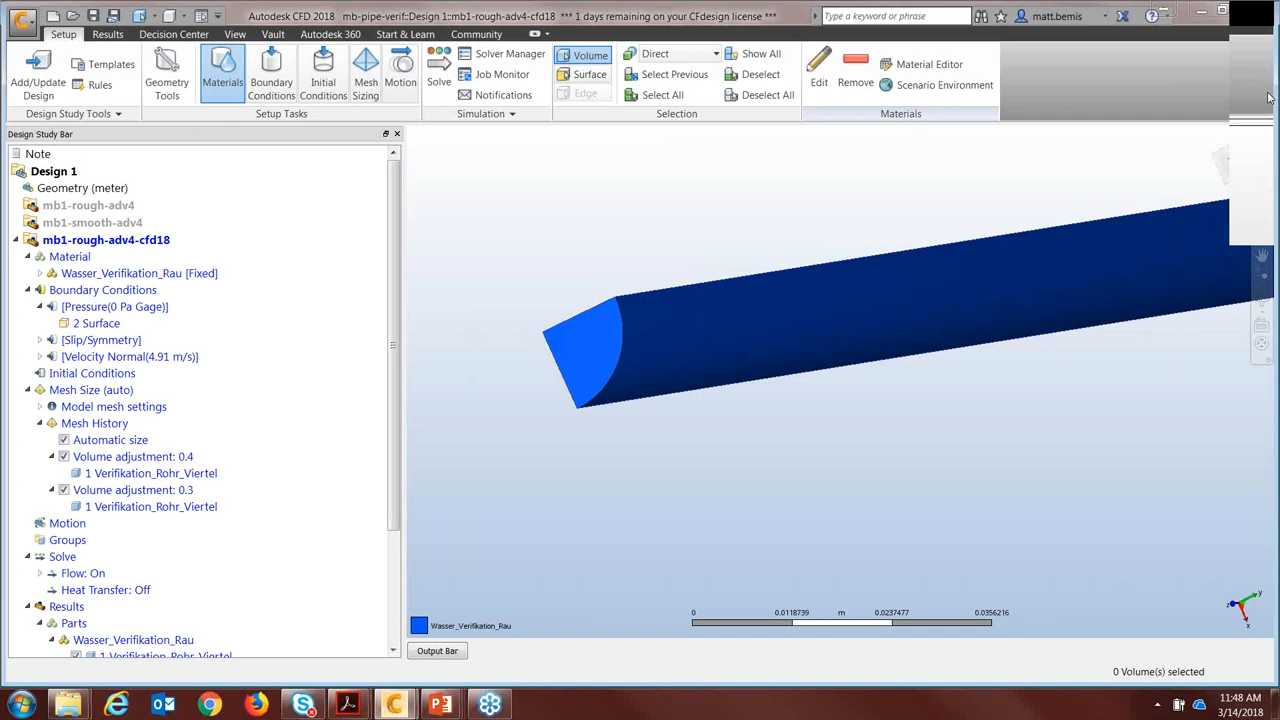 Autodesk CFD 2018 mb-pipe-verif::Design 1::mb1-rough-adv4-cfd18 *** 1 days remaining on your CFdesign license ***
Type a keyword or phrase
matt.bemis
Setup Results Decision Center View Vault Autodesk 360 Start & Learn Community
Add/Update Design
Templates
Rules
Design Study Tools
Geometry Tools
Materials
Boundary Conditions
Initial Conditions
Mesh Sizing
Motion
Setup Tasks
Solve
Solver Manager
Job Monitor
Notifications
Simulation
Volume
Surface
Edge
Direct
Select Previous
Select All
Show All
Deselect
Deselect All
Selection
Edit
Remove
Material Editor
Scenario Environment
Materials
Design Study Bar
Note
Design 1
Geometry (meter)
mb1-rough-adv4
mb1-smooth-adv4
mb1-rough-adv4-cfd18
Material
Wasser_Verifikation_Rau [Fixed]
Boundary Conditions
[Pressure(0 Pa Gage)]
2 Surface
[Slip/Symmetry]
[Velocity Normal(4.91 m/s)]
Initial Conditions
Mesh Size (auto)
Model mesh settings
Mesh History
Automatic size
Volume adjustment: 0.4
1 Verifikation_Rohr_Viertel
Volume adjustment: 0.3
1 Verifikation_Rohr_Viertel
Motion
Groups
Solve
Flow: On
Heat Transfer: Off
Results
Parts
Wasser_Verifikation_Rau
1 Verifikation_Rohr_Viertel
Wasser_Verifikation_Rau
0 0.0118739 m 0.0237477 0.0356216
z y x
Output Bar
0 Volume(s) selected
11:48 AM
3/14/2018